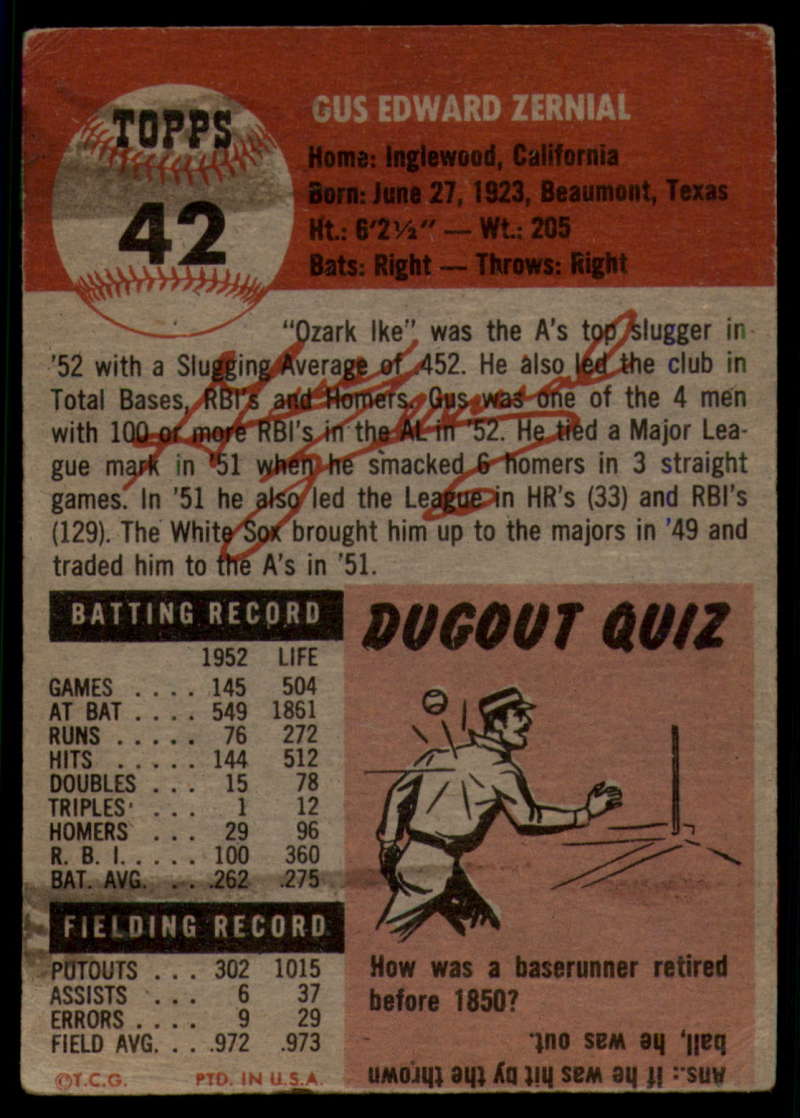 TOPPS
42
GUS EDWARD ZERNIAL
Home: Inglewood, California
Born: June 27, 1923, Beaumont, Texas
Ht.: 6'2½" — Wt.: 205
Bats: Right — Throws: Right
"Ozark Ike", was the A's top slugger in
'52 with a Slugging Average of .452. He also led the club in
Total Bases, RBI's and Homers. Gus was one of the 4 men
with 100 or more RBI's in the AL in '52. He tied a Major Lea-
gue mark in '51 when he smacked 6 homers in 3 straight
games. In '51 he also led the League in HR's (33) and RBI's
(129). The White Sox brought him up to the majors in '49 and
traded him to the A's in '51.
BATTING RECORD
1952 LIFE
GAMES . . . . 145 504
AT BAT . . . . 549 1861
RUNS . . . . . 76 272
HITS . . . . . 144 512
DOUBLES . . . 15 78
TRIPLES . . . 1 12
HOMERS . . . 29 96
R. B. I. . . . . . 100 360
BAT. AVG. . . . .262 .275
FIELDING RECORD
PUTOUTS . . . 302 1015
ASSISTS . . . 6 37
ERRORS . . . . 9 29
FIELD AVG. . . .972 .973
©T.C.G. PTD. IN U.S.A.
DUGOUT QUIZ
How was a baserunner retired
before 1850?
Ans.: If he was hit by the thrown
ball, he was out.